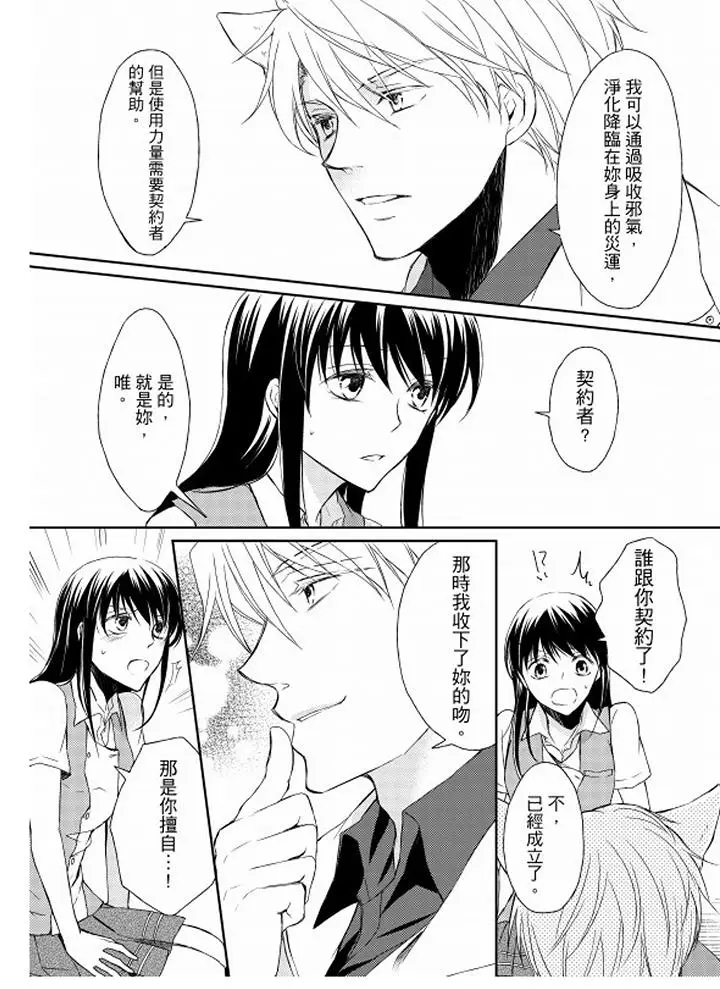 我可以通過吸收邪氣，
淨化降臨在妳身上的災運，
但是使用力量需要契約者
的幫助。
契約者？
是的，
就是妳，
唯。
誰跟你契約了！
!?
不，
已經成立了。
那時我收下了妳的吻。
那是你擅自…！